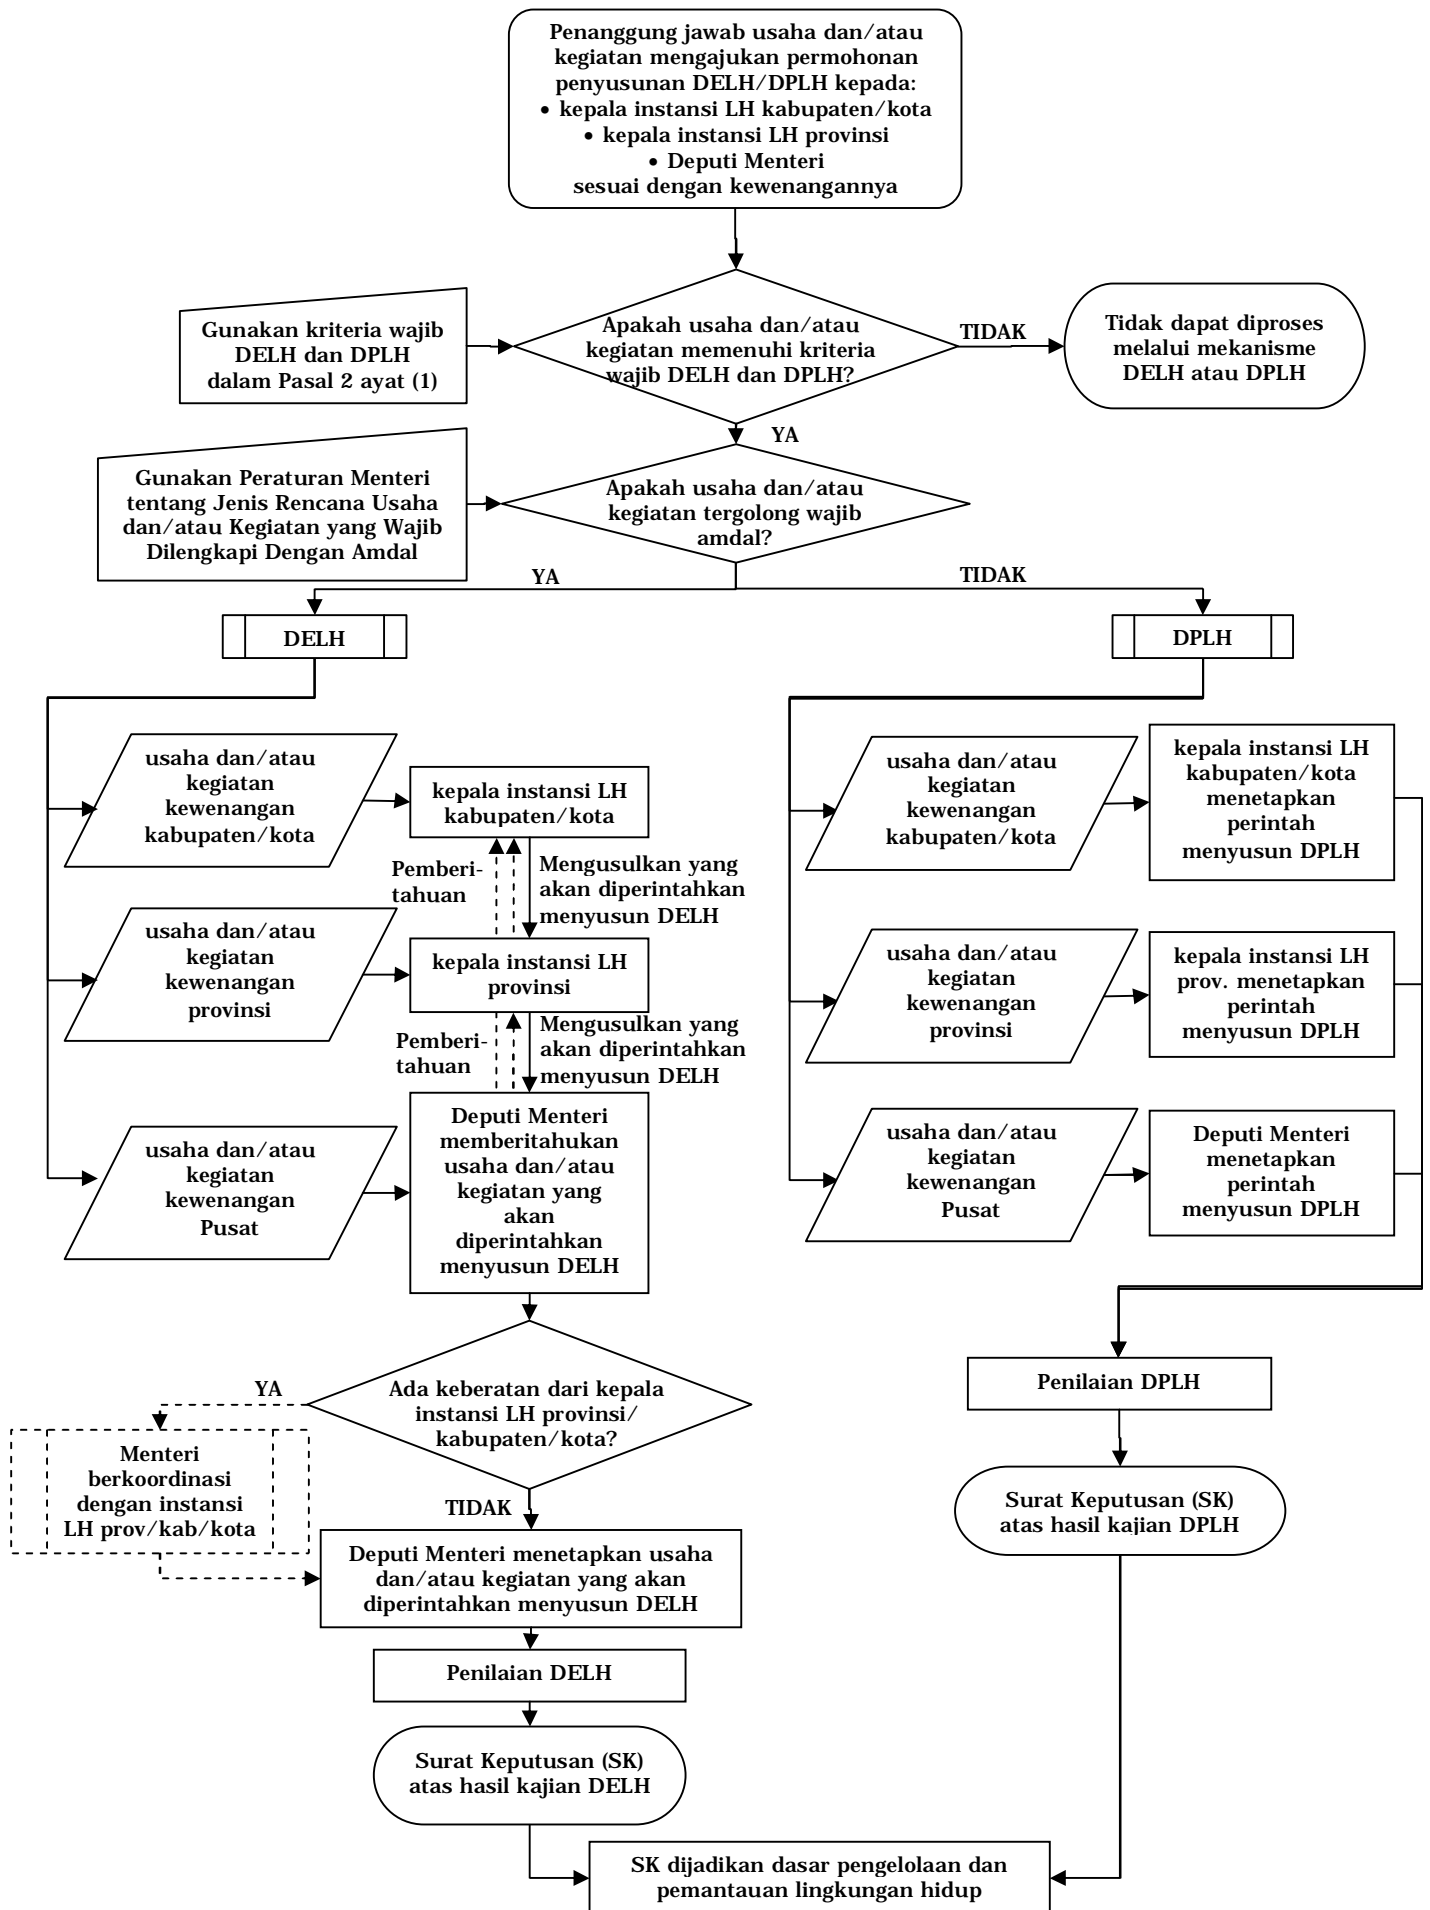 Penanggung jawab usaha dan/atau
kegiatan mengajukan permohonan
penyusunan DELH/DPLH kepada:
• kepala instansi LH kabupaten/kota
• kepala instansi LH provinsi
• Deputi Menteri
sesuai dengan kewenangannya
Gunakan kriteria wajib
DELH dan DPLH
dalam Pasal 2 ayat (1)
Apakah usaha dan/atau
kegiatan memenuhi kriteria
wajib DELH dan DPLH?
TIDAK
Tidak dapat diproses
melalui mekanisme
DELH atau DPLH
YA
Gunakan Peraturan Menteri
tentang Jenis Rencana Usaha
dan/atau Kegiatan yang Wajib
Dilengkapi Dengan Amdal
Apakah usaha dan/atau
kegiatan tergolong wajib
amdal?
YA
TIDAK
DELH
DPLH
usaha dan/atau
kegiatan
kewenangan
kabupaten/kota
kepala instansi LH
kabupaten/kota
Pemberi-
tahuan
Mengusulkan yang
akan diperintahkan
menyusun DELH
usaha dan/atau
kegiatan
kewenangan
provinsi
kepala instansi LH
provinsi
Pemberi-
tahuan
Mengusulkan yang
akan diperintahkan
menyusun DELH
usaha dan/atau
kegiatan
kewenangan
Pusat
Deputi Menteri
memberitahukan
usaha dan/atau
kegiatan yang
akan
diperintahkan
menyusun DELH
usaha dan/atau
kegiatan
kewenangan
kabupaten/kota
kepala instansi LH
kabupaten/kota
menetapkan
perintah
menyusun DPLH
usaha dan/atau
kegiatan
kewenangan
provinsi
kepala instansi LH
prov. menetapkan
perintah
menyusun DPLH
usaha dan/atau
kegiatan
kewenangan
Pusat
Deputi Menteri
menetapkan
perintah
menyusun DPLH
YA
Ada keberatan dari kepala
instansi LH provinsi/
kabupaten/kota?
Menteri
berkoordinasi
dengan instansi
LH prov/kab/kota
TIDAK
Deputi Menteri menetapkan usaha
dan/atau kegiatan yang akan
diperintahkan menyusun DELH
Penilaian DELH
Surat Keputusan (SK)
atas hasil kajian DELH
Penilaian DPLH
Surat Keputusan (SK)
atas hasil kajian DPLH
SK dijadikan dasar pengelolaan dan
pemantauan lingkungan hidup